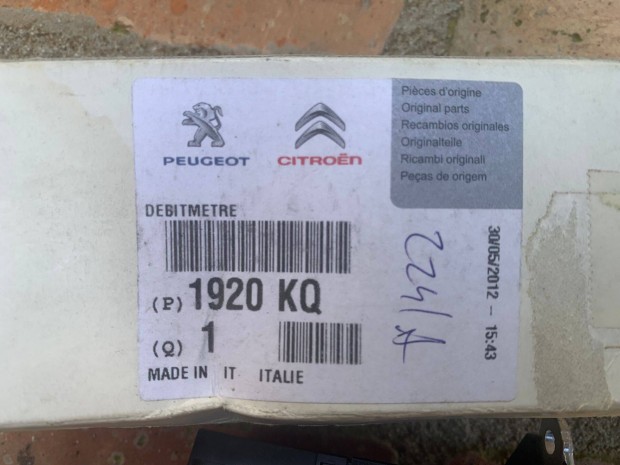 PEUGEOT
CITROËN
Pièces d'origine
Original parts
Recambios originales
Originalteile
Ricambi originali
Peças de origem
DEBITMETRE
(P) 1920 KQ
(Q) 1
MADE IN IT ITALIE
224/A
30/05/2012 - 15:43